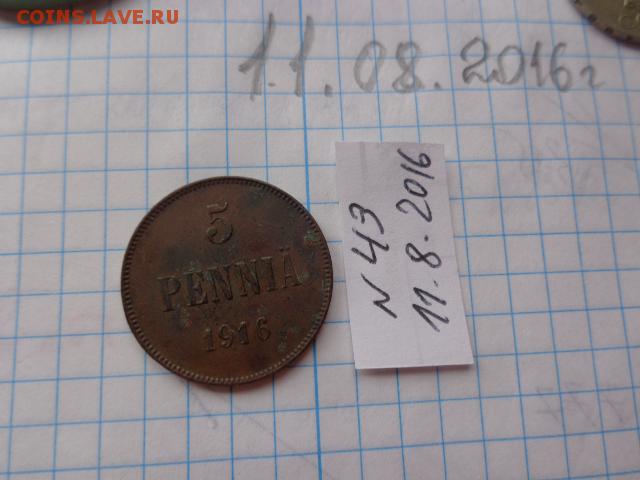 COINS.LAVE.RU
11.08.2016г
5
PENNIÄ
1916
N 43
11.8.2016